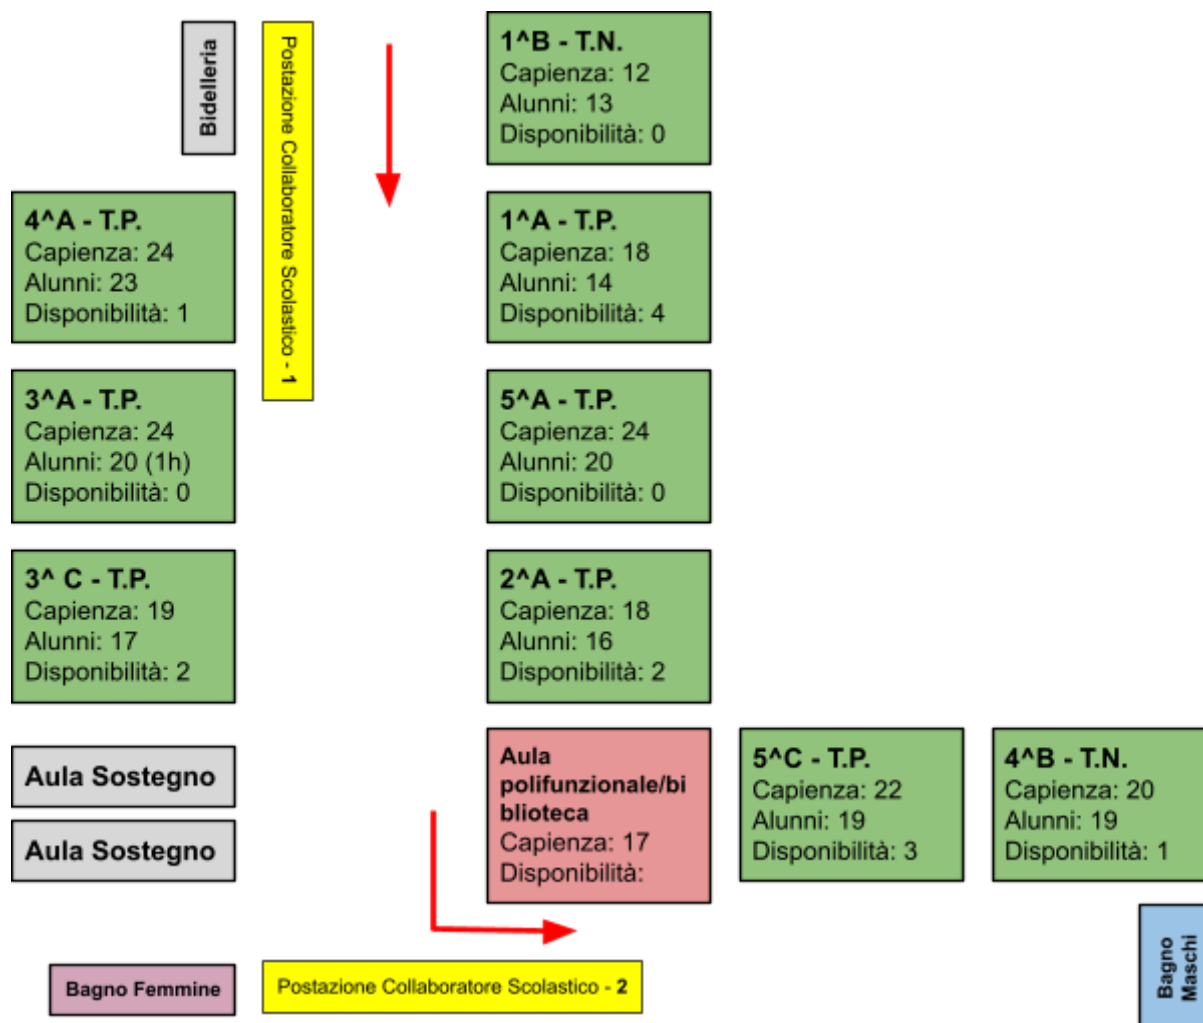 Bidelleria
Postazione Collaboratore Scolastico - 1
1^B - T.N.
Capienza: 12
Alunni: 13
Disponibilità: 0
4^A - T.P.
Capienza: 24
Alunni: 23
Disponibilità: 1
1^A - T.P.
Capienza: 18
Alunni: 14
Disponibilità: 4
3^A - T.P.
Capienza: 24
Alunni: 20 (1h)
Disponibilità: 0
5^A - T.P.
Capienza: 24
Alunni: 20
Disponibilità: 0
3^ C - T.P.
Capienza: 19
Alunni: 17
Disponibilità: 2
2^A - T.P.
Capienza: 18
Alunni: 16
Disponibilità: 2
Aula Sostegno
Aula Sostegno
Aula
polifunzionale/bi
blioteca
Capienza: 17
Disponibilità:
5^C - T.P.
Capienza: 22
Alunni: 19
Disponibilità: 3
4^B - T.N.
Capienza: 20
Alunni: 19
Disponibilità: 1
Bagno Femmine
Postazione Collaboratore Scolastico - 2
Bagno
Maschi